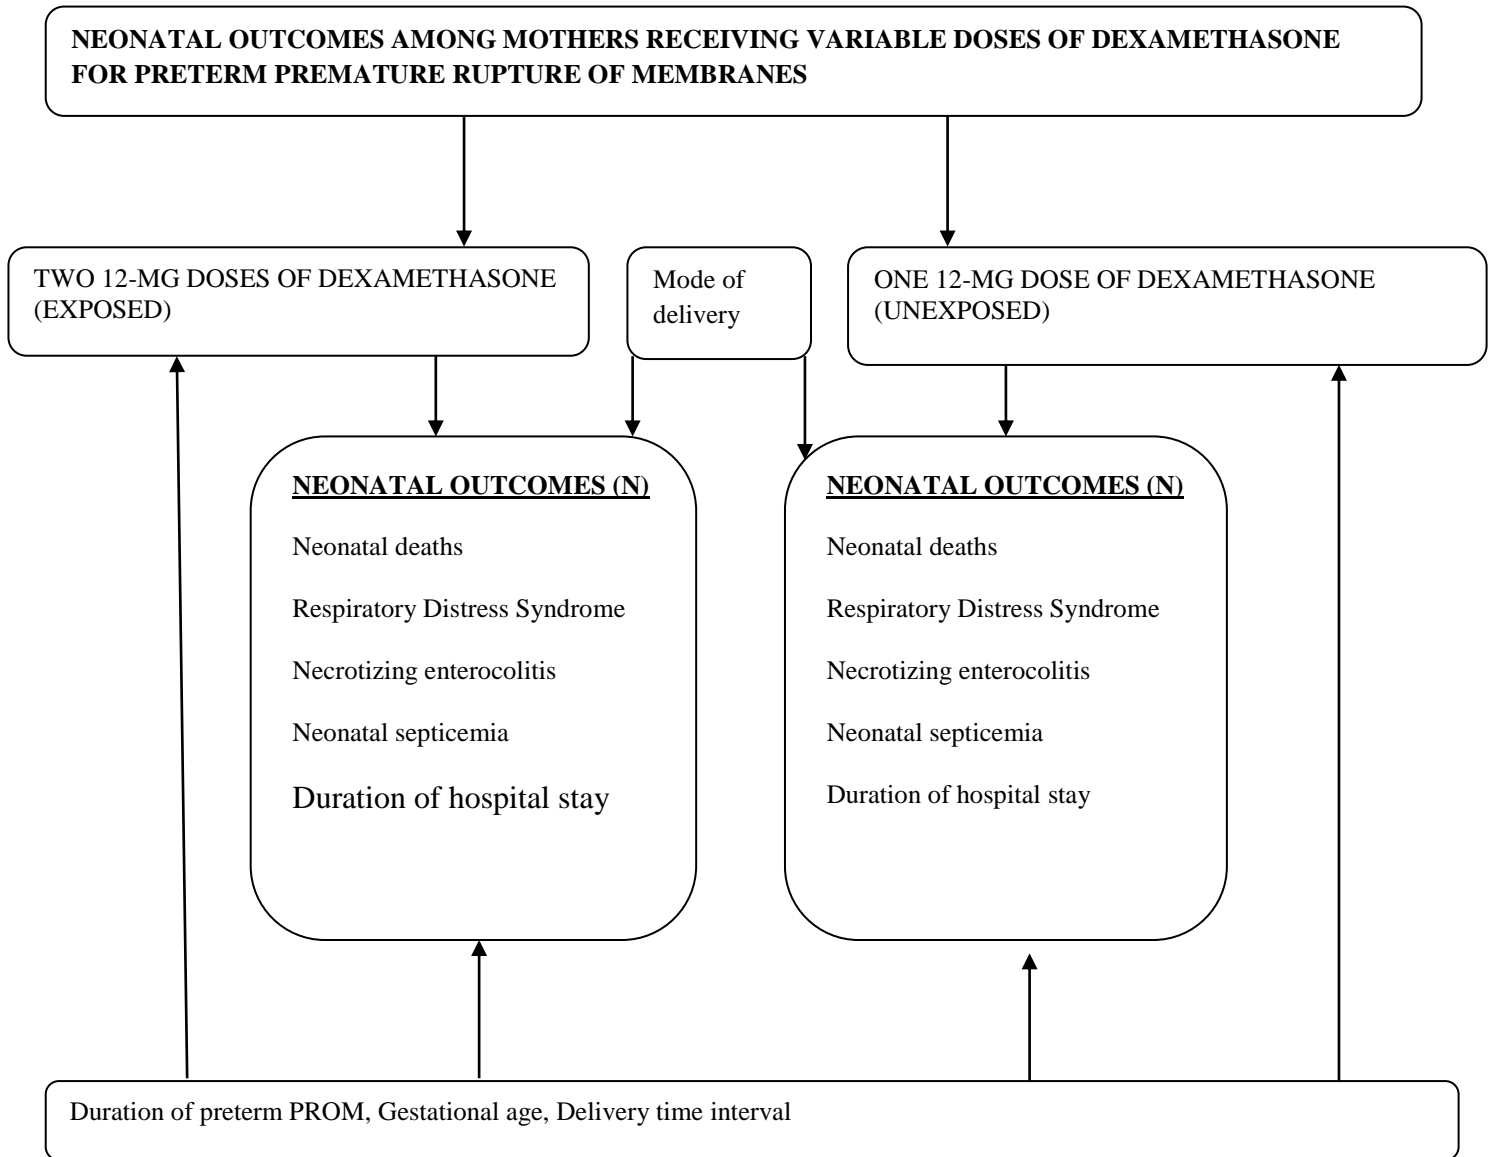 NEONATAL OUTCOMES AMONG MOTHERS RECEIVING VARIABLE DOSES OF DEXAMETHASONE
FOR PRETERM PREMATURE RUPTURE OF MEMBRANES
TWO 12-MG DOSES OF DEXAMETHASONE
(EXPOSED)
Mode of
delivery
ONE 12-MG DOSE OF DEXAMETHASONE
(UNEXPOSED)
NEONATAL OUTCOMES (N)
Neonatal deaths
Respiratory Distress Syndrome
Necrotizing enterocolitis
Neonatal septicemia
Duration of hospital stay
NEONATAL OUTCOMES (N)
Neonatal deaths
Respiratory Distress Syndrome
Necrotizing enterocolitis
Neonatal septicemia
Duration of hospital stay
Duration of preterm PROM, Gestational age, Delivery time interval